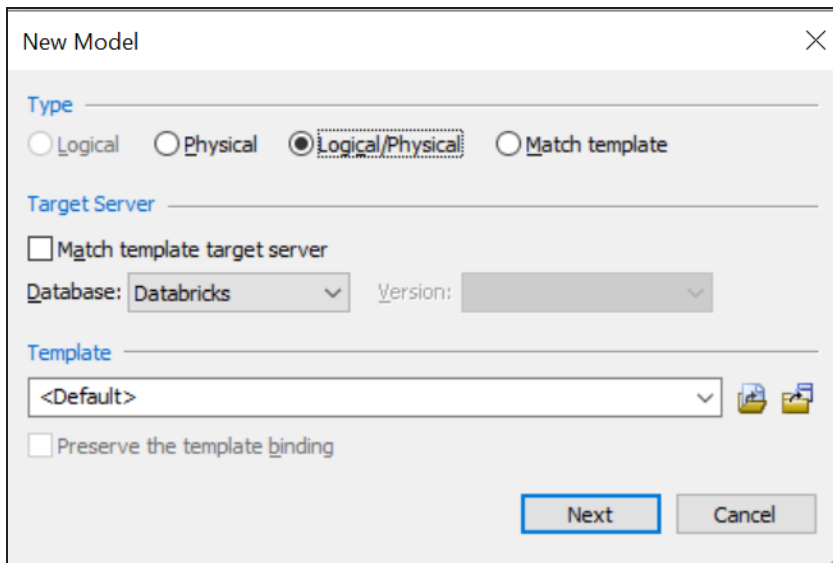 New Model
Type
Logical Physical Logical/Physical Match template
Target Server
Match template target server
Database: Databricks Version:
Template
<Default>
Preserve the template binding
Next Cancel